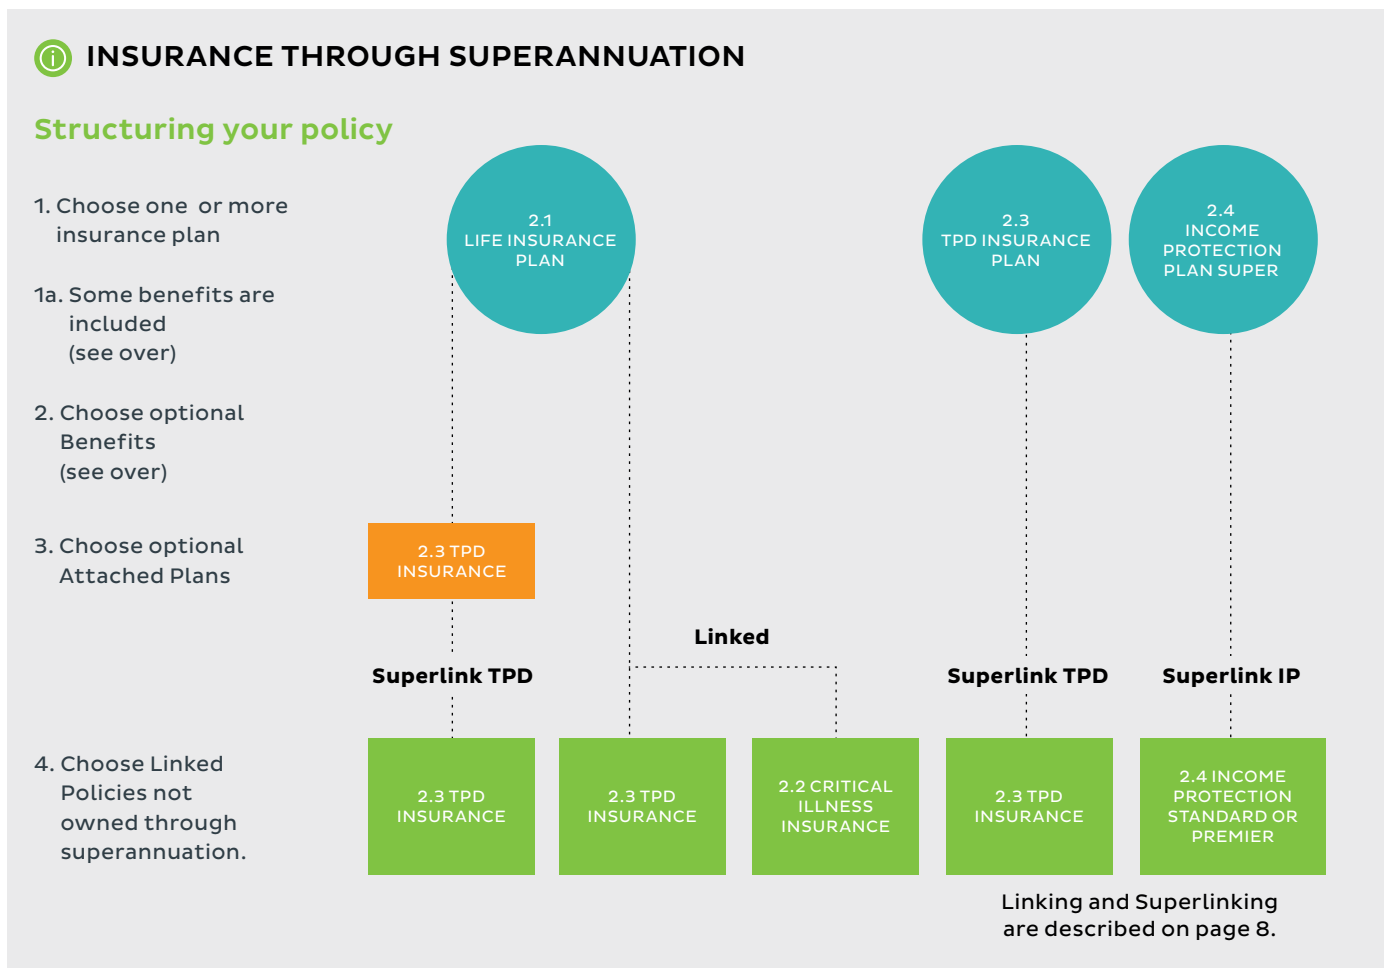 INSURANCE THROUGH SUPERANNUATION
Structuring your policy
1. Choose one or more
insurance plan
1a. Some benefits are
included
(see over)
2. Choose optional
Benefits
(see over)
3. Choose optional
Attached Plans
4. Choose Linked
Policies not
owned through
superannuation.
2.1
LIFE INSURANCE
PLAN
2.3
TPD INSURANCE
PLAN
2.4
INCOME
PROTECTION
PLAN SUPER
2.3 TPD
INSURANCE
Linked
Superlink TPD
Superlink TPD
Superlink IP
2.3 TPD
INSURANCE
2.3 TPD
INSURANCE
2.2 CRITICAL
ILLNESS
INSURANCE
2.3 TPD
INSURANCE
2.4 INCOME
PROTECTION
STANDARD OR
PREMIER
Linking and Superlinking
are described on page 8.